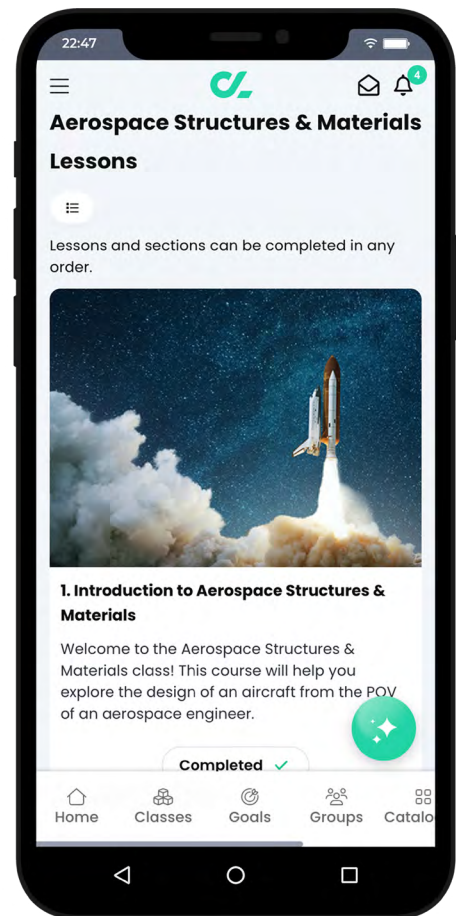 22:47
4
Aerospace Structures & Materials
Lessons
Lessons and sections can be completed in any
order.
1. Introduction to Aerospace Structures &
Materials
Welcome to the Aerospace Structures &
Materials class! This course will help you
explore the design of an aircraft from the POV
of an aerospace engineer.
Completed
Home Classes Goals Groups Catalo